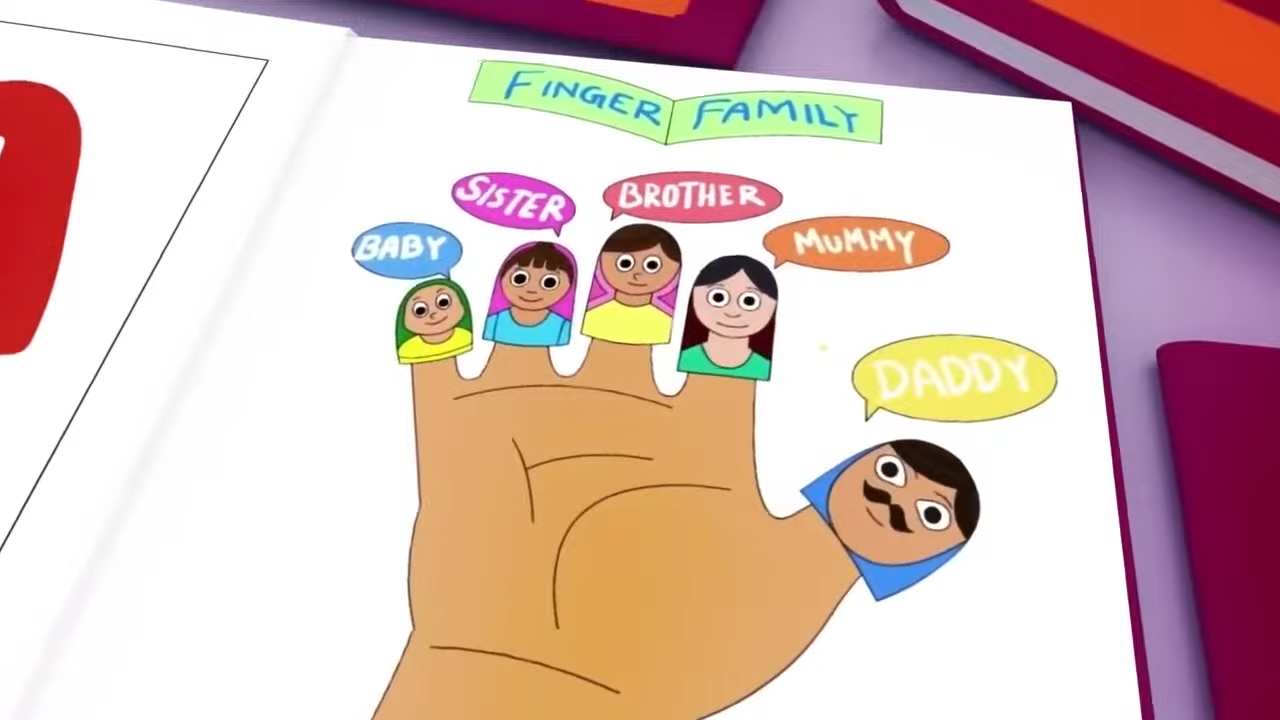 FINGER FAMILY
SISTER
BROTHER
BABY
MUMMY
DADDY